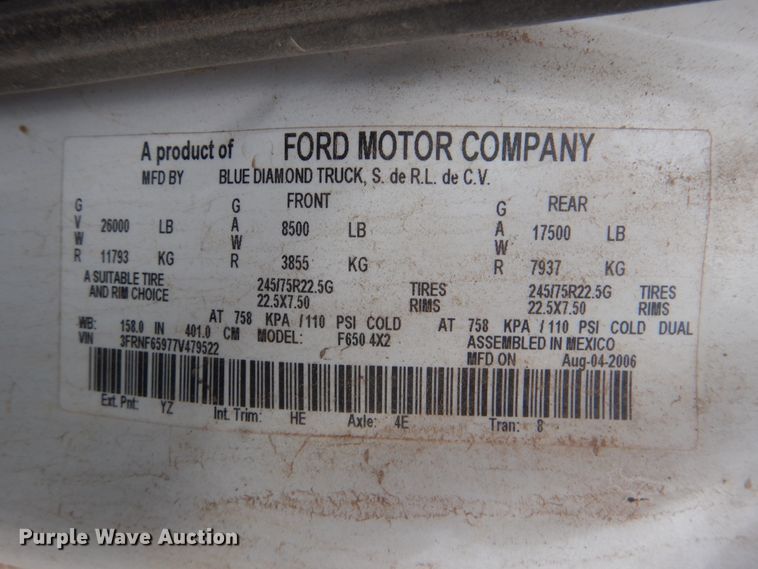 A product of FORD MOTOR COMPANY
MFD BY BLUE DIAMOND TRUCK, S. de R.L. de C.V.
GVWR 26000 LB 11793 KG
FRONT GAWR 8500 LB 3855 KG
REAR GAWR 17500 LB 7937 KG
A SUITABLE TIRE 245/75R22.5G TIRES 245/75R22.5G TIRES
AND RIM CHOICE 22.5X7.50 RIMS 22.5X7.50 RIMS
AT 758 KPA /110 PSI COLD AT 758 KPA /110 PSI COLD DUAL
WB: 158.0 IN 401.0 CM MODEL: F650 4X2 ASSEMBLED IN MEXICO
VIN 3FRNF65977V479522 MFD ON Aug-04-2006
Ext. Pnt: YZ Int. Trim: HE Axle: 4E Tran: 8
Purple Wave Auction